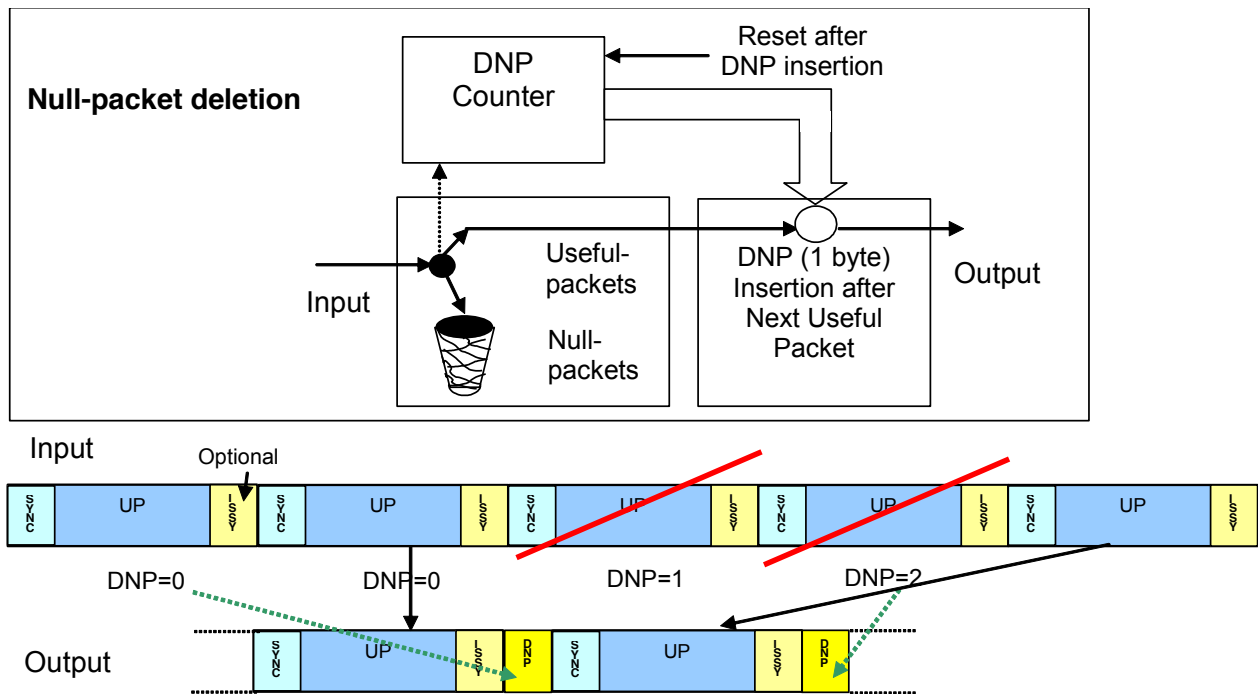 Null-packet deletion
DNP
Counter
Reset after
DNP insertion
Input
Useful-
packets
Null-
packets
DNP (1 byte)
Insertion after
Next Useful
Packet
Output
Input
Optional
SYNC UP ISSY SYNC UP ISSY SYNC UP ISSY SYNC UP ISSY SYNC UP ISSY
DNP=0 DNP=0 DNP=1 DNP=2
Output
SYNC UP ISSY DNP SYNC UP ISSY DNP